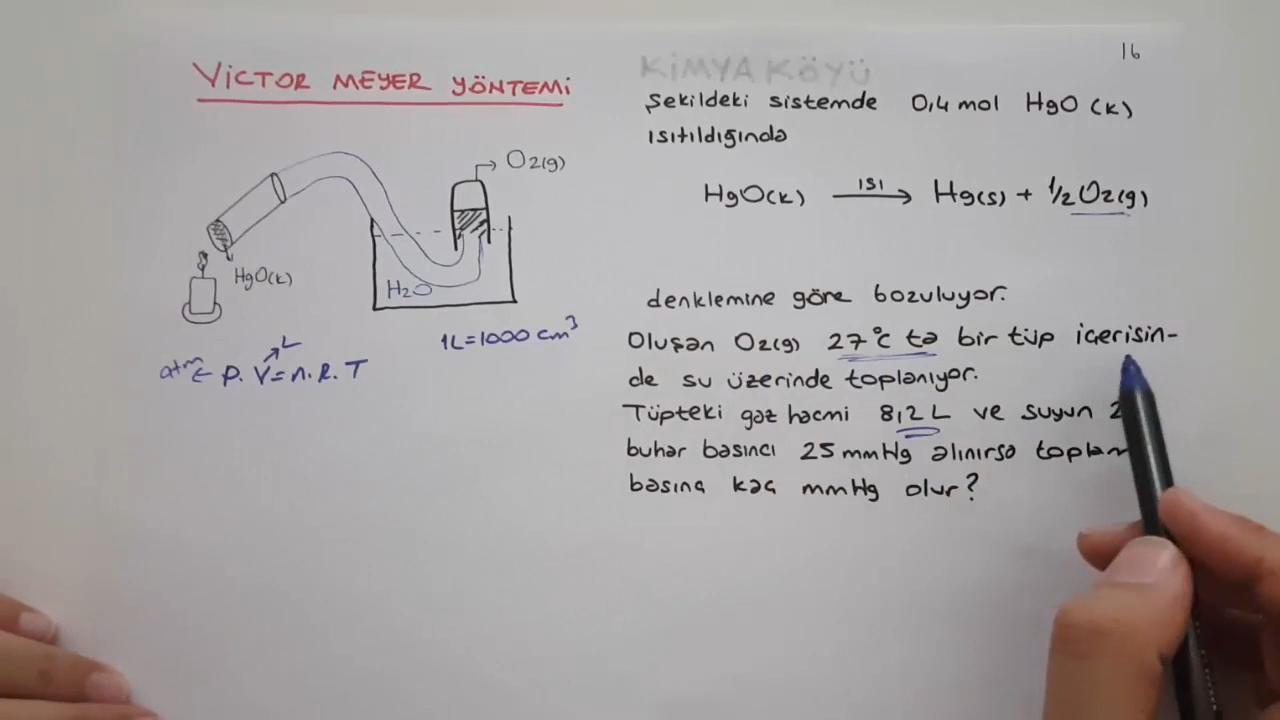 16
VİCTOR MEYER YÖNTEMİ
KİMYA KÖYÜ
Şekildeki sistemde 0,4 mol HgO (k)
ısıtıldığında
HgO(k) ısı → Hg(s) + 1/2 O2(g)
O2(g)
HgO(k)
H2O
1L = 1000 cm³
atm ← P. V = n. R. T
L
denklemine göre bozuluyor.
Oluşan O2(g) 27°C ta bir tüp içerisin-
de su üzerinde toplanıyor.
Tüpteki gaz hacmi 8,2 L ve suyun
buhar basıncı 25 mmHg alınırsa
basınç kaç mmHg olur?